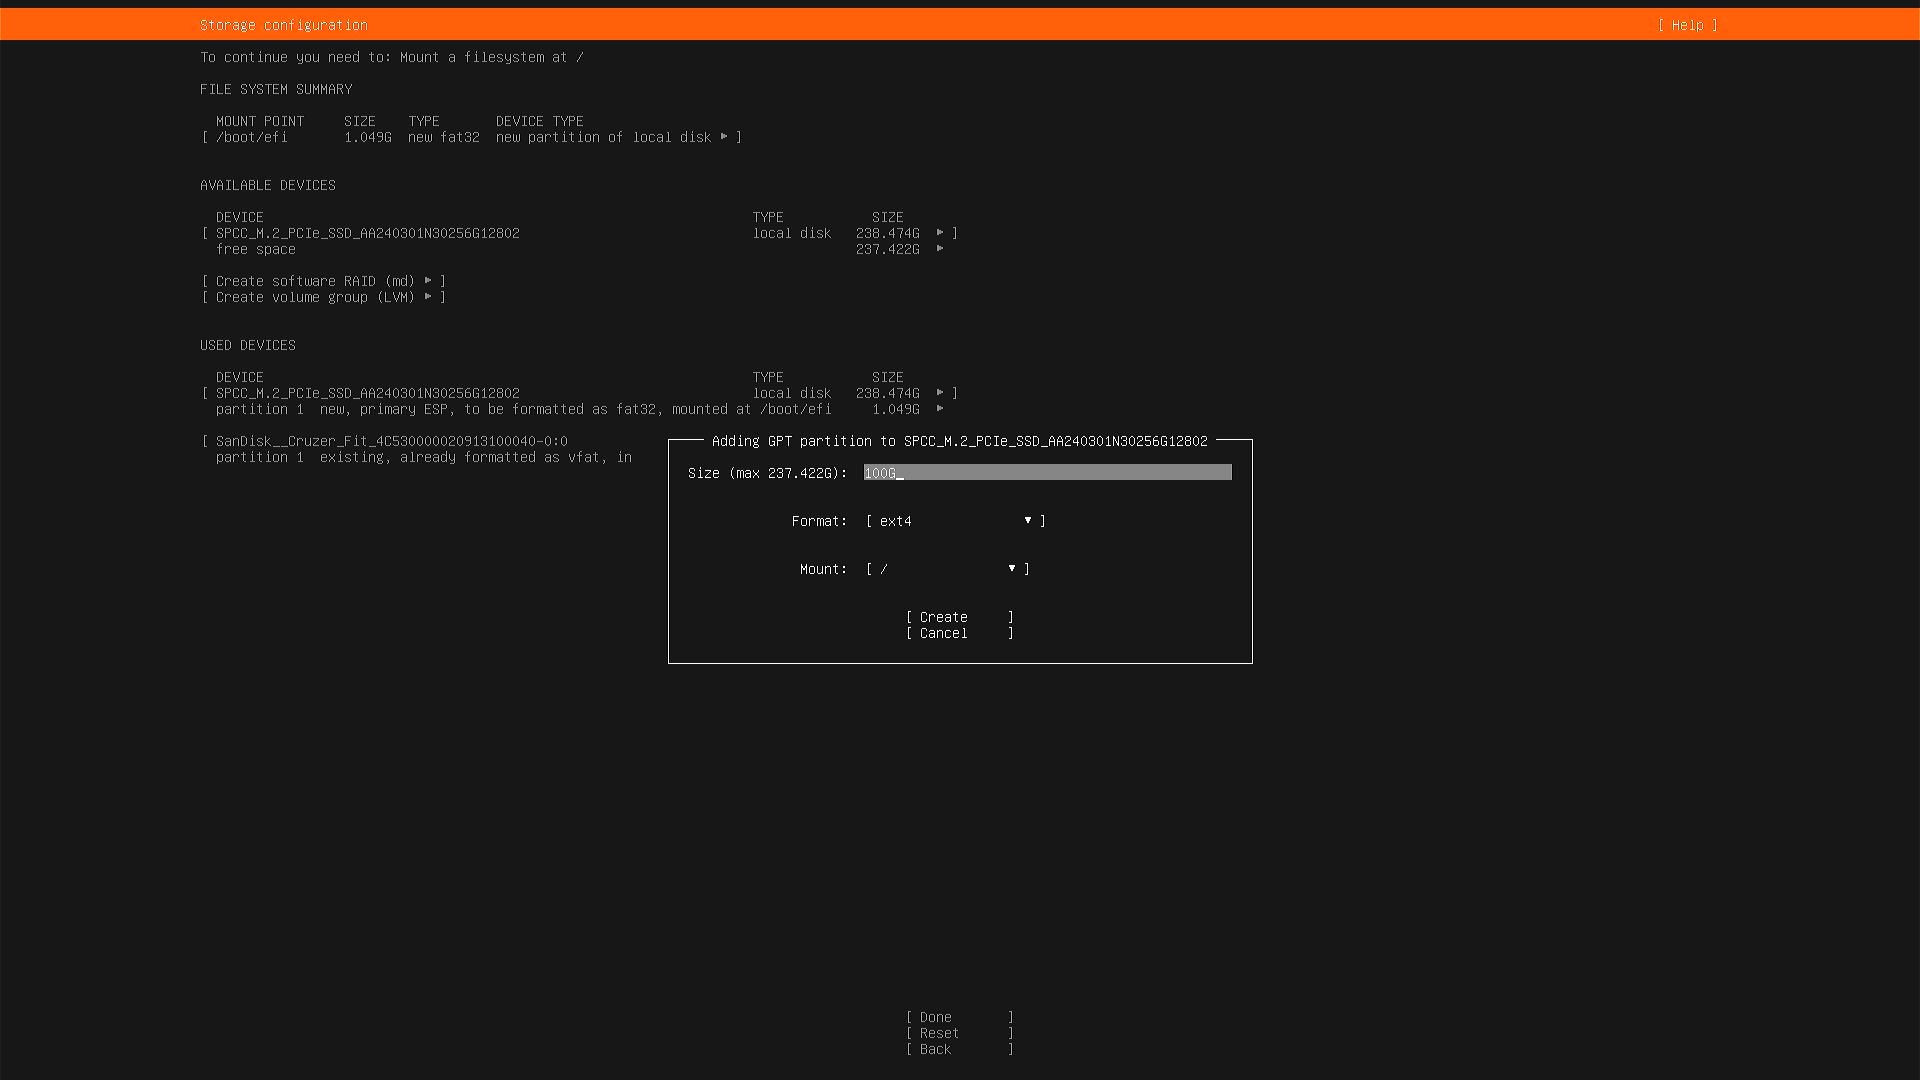 Storage configuration [ Help ]
To continue you need to: Mount a filesystem at /
FILE SYSTEM SUMMARY
MOUNT POINT SIZE TYPE DEVICE TYPE
[ /boot/efi 1.049G new fat32 new partition of local disk ▸ ]
AVAILABLE DEVICES
DEVICE TYPE SIZE
[ SPCC_M.2_PCIe_SSD_AA240301N30256G12802 local disk 238.474G ▸ ]
free space 237.422G ▸
[ Create software RAID (md) ▸ ]
[ Create volume group (LVM) ▸ ]
USED DEVICES
DEVICE TYPE SIZE
[ SPCC_M.2_PCIe_SSD_AA240301N30256G12802 local disk 238.474G ▸ ]
partition 1 new, primary ESP, to be formatted as fat32, mounted at /boot/efi 1.049G ▸
[ SanDisk__Cruzer_Fit_4C530000020913100040-0:0
partition 1 existing, already formatted as vfat, in
Adding GPT partition to SPCC_M.2_PCIe_SSD_AA240301N30256G12802
Size (max 237.422G): 100G_
Format: [ ext4 ▾ ]
Mount: [ / ▾ ]
[ Create ]
[ Cancel ]
[ Done ]
[ Reset ]
[ Back ]